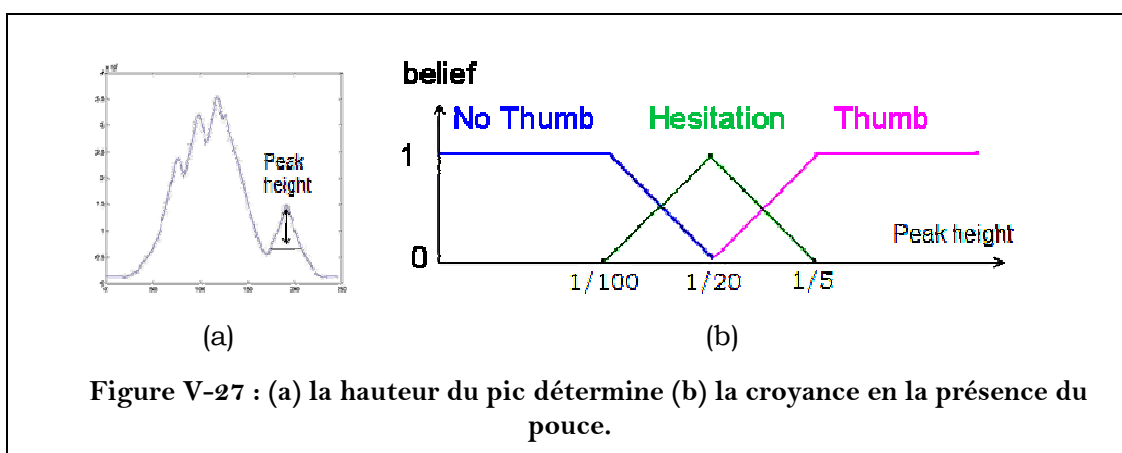 belief
No Thumb Hesitation Thumb
1
Peak
height
Peak height
0
1/100 1/20 1/5
(a) (b)
Figure V-27 : (a) la hauteur du pic détermine (b) la croyance en la présence du
pouce.